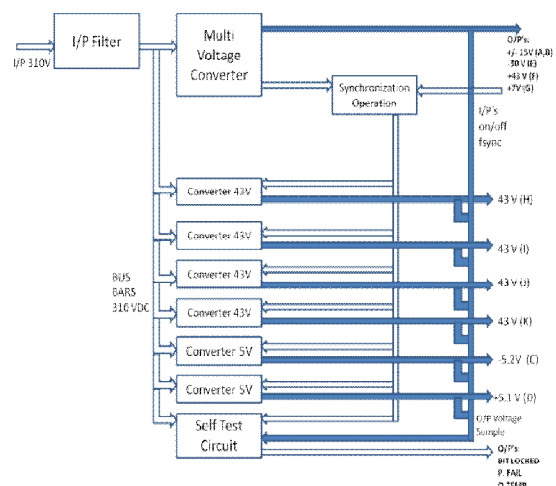 I/P Filter
I/P 310V
Multi
Voltage
Converter
O/P's:
+/- 15V (A,B)
-30 V (E)
+43 V (F)
+7V (G)
Synchronization
Operation
I/P's
on/off
fsync
Converter 43V
43 V (H)
Converter 43V
43 V (I)
Converter 43V
43 V (J)
Converter 43V
43 V (K)
BUS
BARS
310 VDC
Converter 5V
-5.2V (C)
Converter 5V
+5.1 V (D)
Self Test
Circuit
O/P Voltage
Sample
O/P's:
BIT LOCKED
P. FAIL